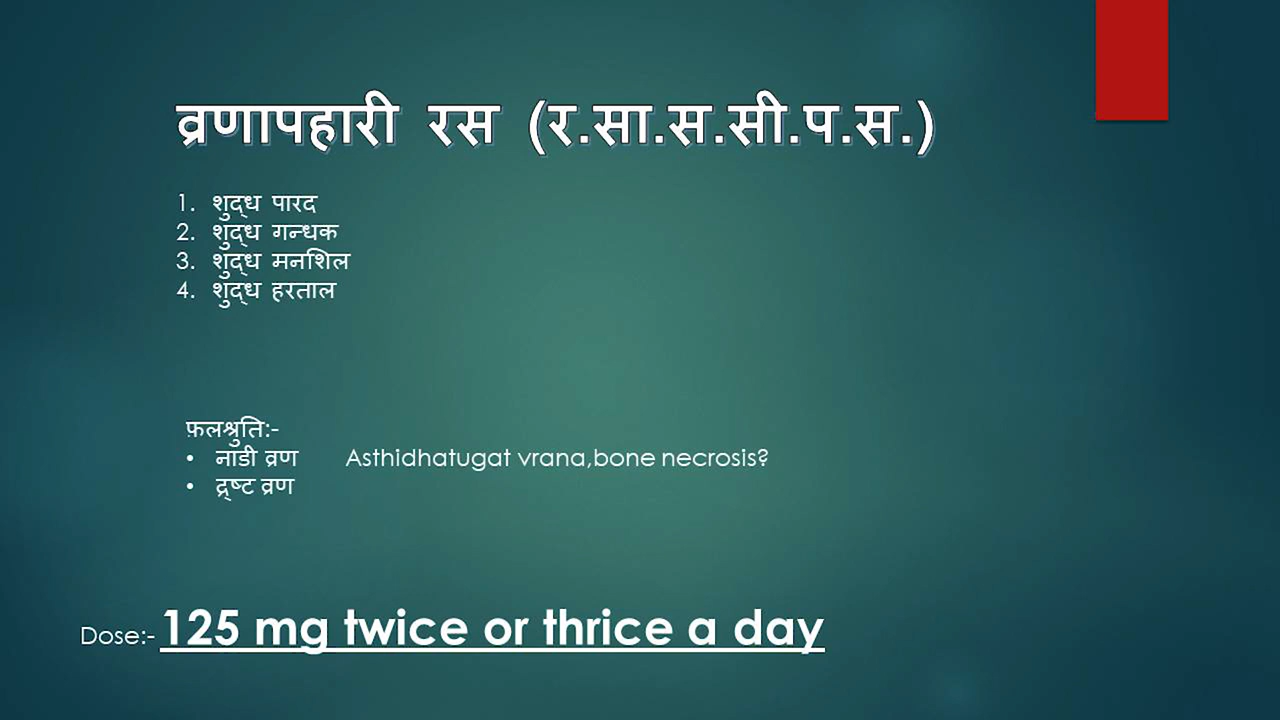 व्रणापहारी रस (र.सा.स.सी.प.स.)
1. शुद्ध पारद
2. शुद्ध गन्धक
3. शुद्ध मनशिल
4. शुद्ध हरताल
फ़लश्रुति:-
• नाडी व्रण Asthidhatugat vrana,bone necrosis?
• द्र्ष्ट व्रण
Dose:- 125 mg twice or thrice a day